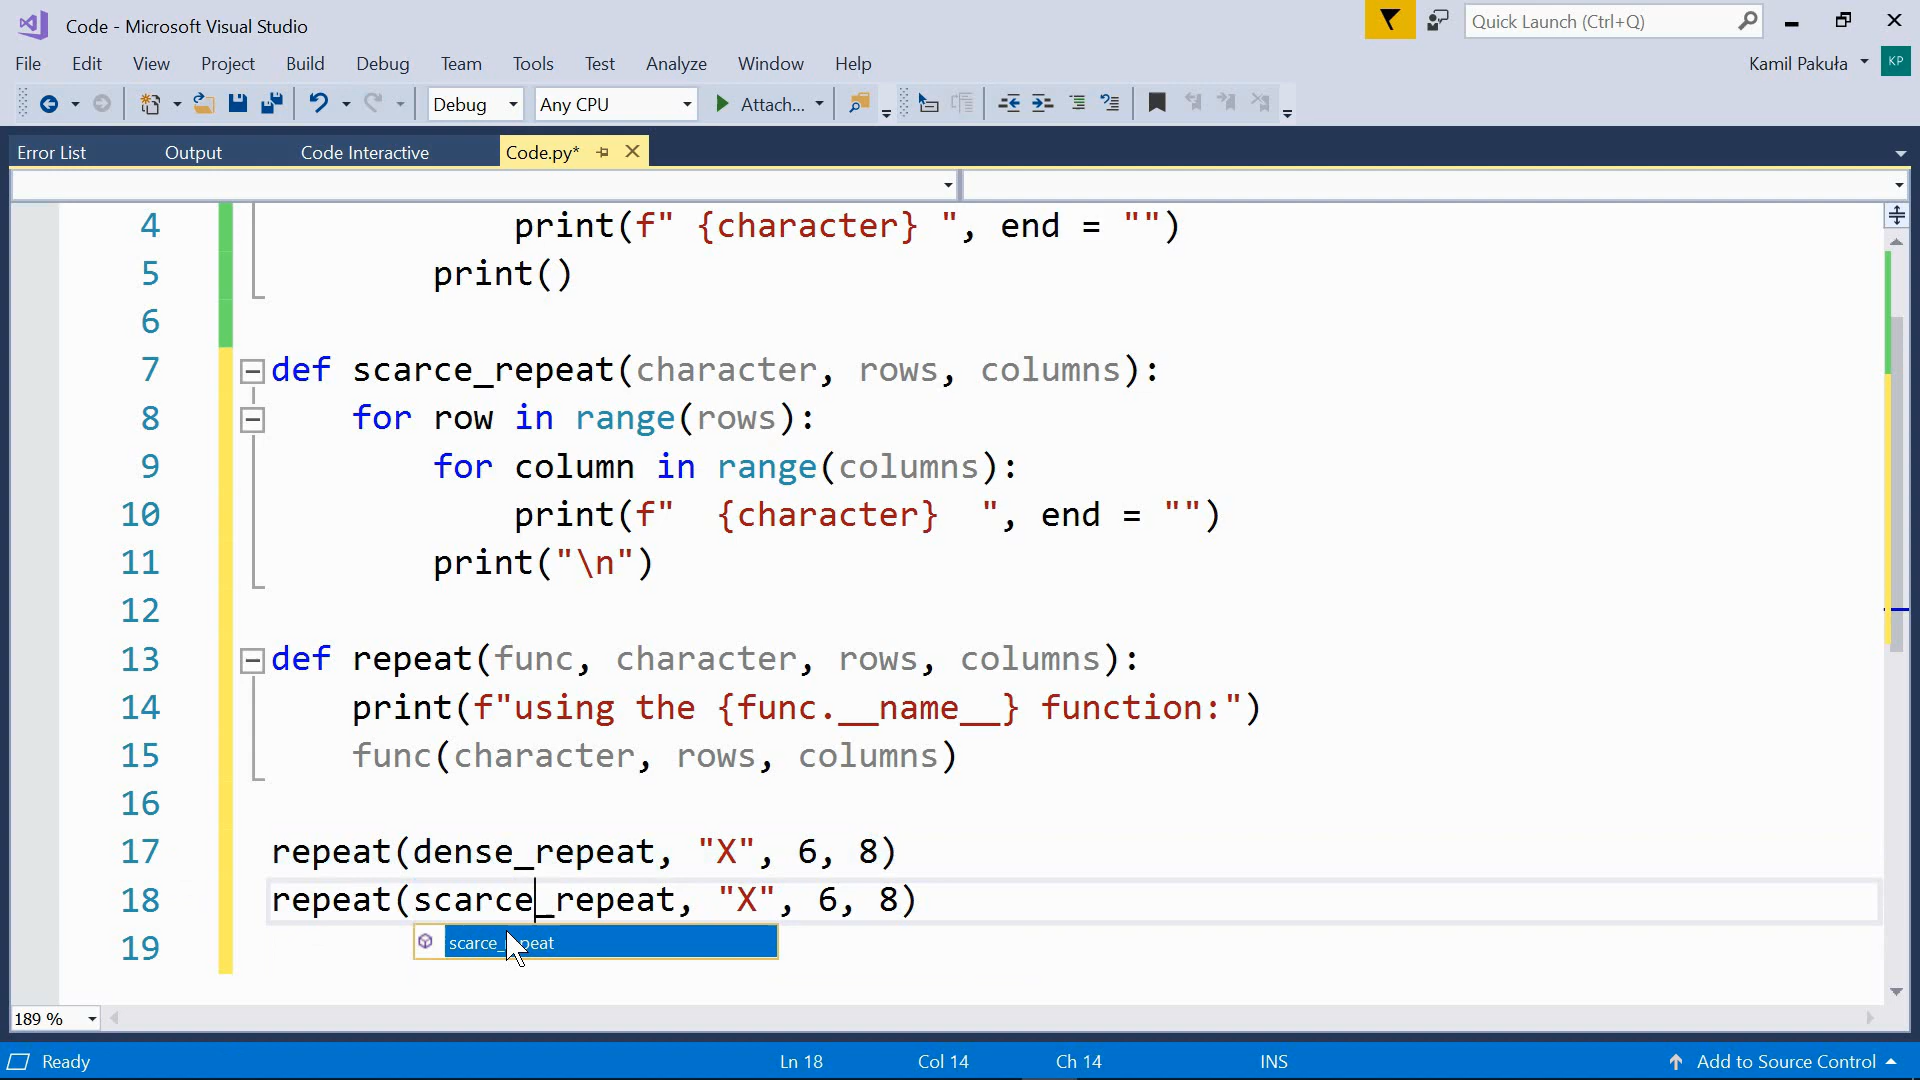 Code - Microsoft Visual Studio
Quick Launch (Ctrl+Q)
File Edit View Project Build Debug Team Tools Test Analyze Window Help
Kamil Pakuła KP
Debug Any CPU Attach...
Error List Output Code Interactive Code.py*
4 print(f" {character} ", end = "")
5 print()
6
7 def scarce_repeat(character, rows, columns):
8 for row in range(rows):
9 for column in range(columns):
10 print(f"  {character}  ", end = "")
11 print("\n")
12
13 def repeat(func, character, rows, columns):
14 print(f"using the {func.__name__} function:")
15 func(character, rows, columns)
16
17 repeat(dense_repeat, "X", 6, 8)
18 repeat(scarce_repeat, "X", 6, 8)
scarce_repeat
19
189 %
Ready Ln 18 Col 14 Ch 14 INS Add to Source Control